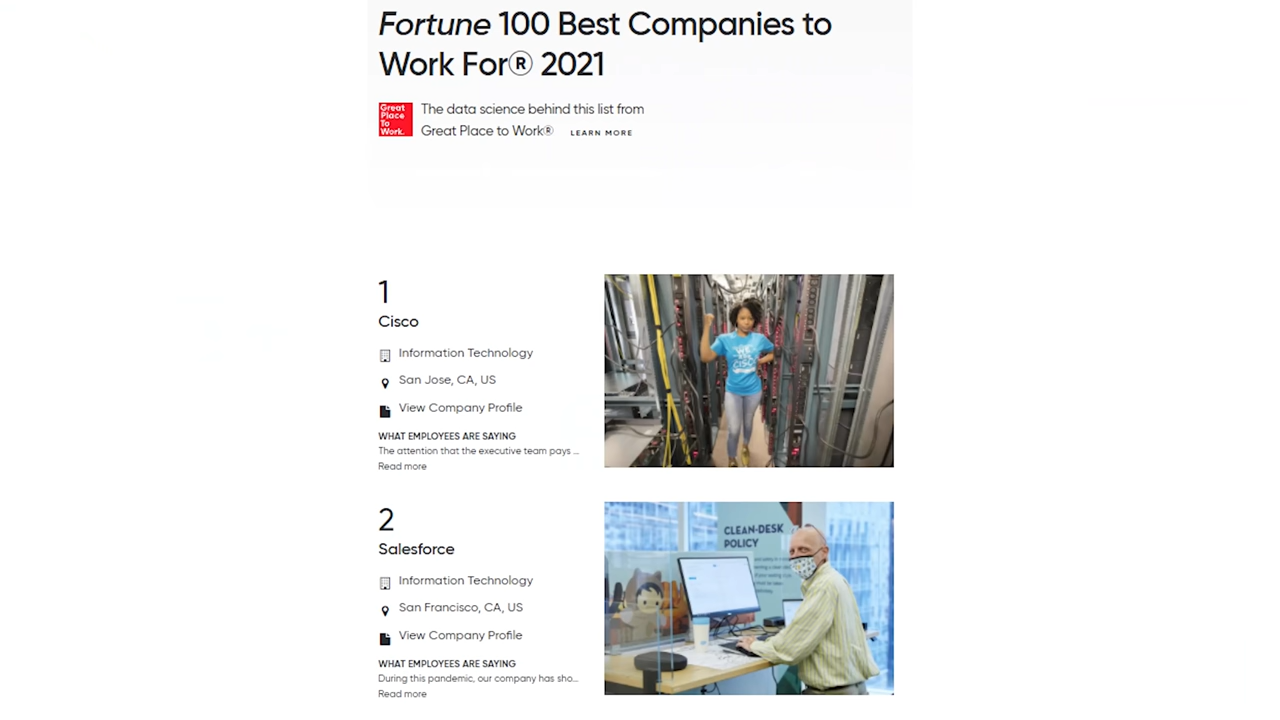 Fortune 100 Best Companies to
Work For® 2021
Great
Place
To
Work.
The data science behind this list from
Great Place to Work®
LEARN MORE
1
Cisco
Information Technology
San Jose, CA, US
View Company Profile
WHAT EMPLOYEES ARE SAYING
The attention that the executive team pays ...
Read more
WE
ARE
CISCO
2
Salesforce
Information Technology
San Francisco, CA, US
View Company Profile
WHAT EMPLOYEES ARE SAYING
During this pandemic, our company has sho...
Read more
CLEAN-DESK
POLICY